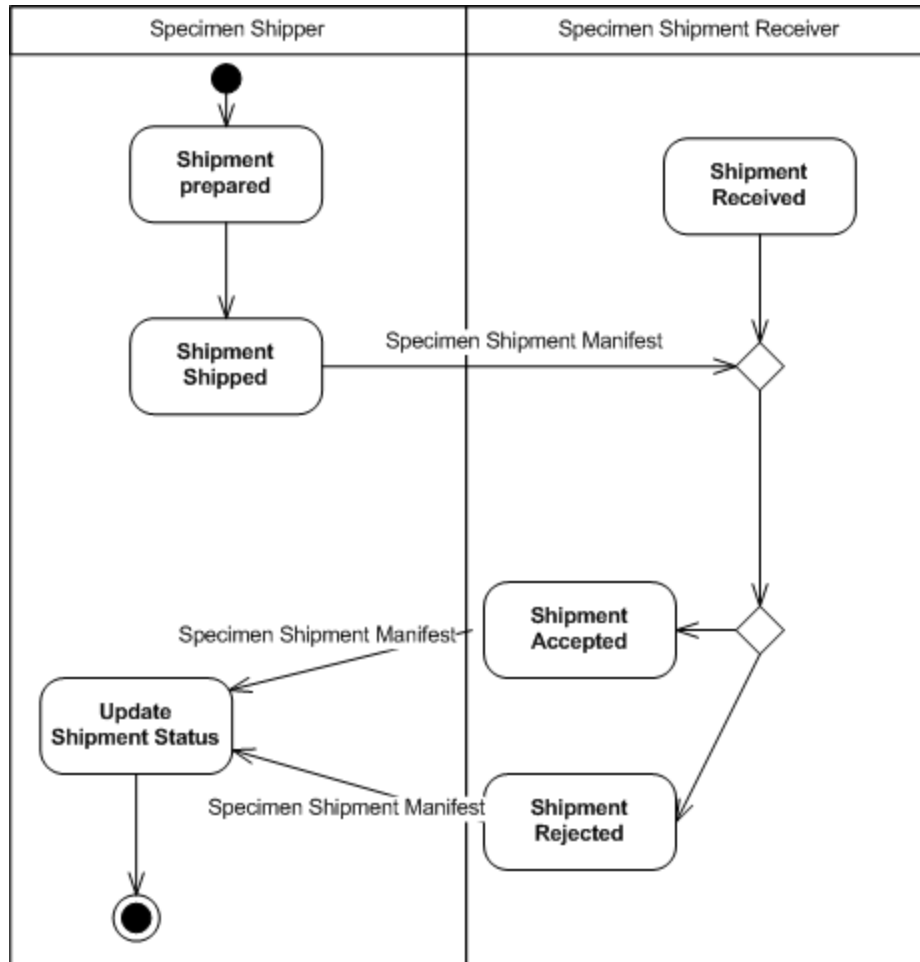 Specimen Shipper
Specimen Shipment Receiver
Shipment
prepared
Shipment
Received
Shipment
Shipped
Specimen Shipment Manifest
Shipment
Accepted
Specimen Shipment Manifest
Update
Shipment Status
Specimen Shipment Manifest
Shipment
Rejected